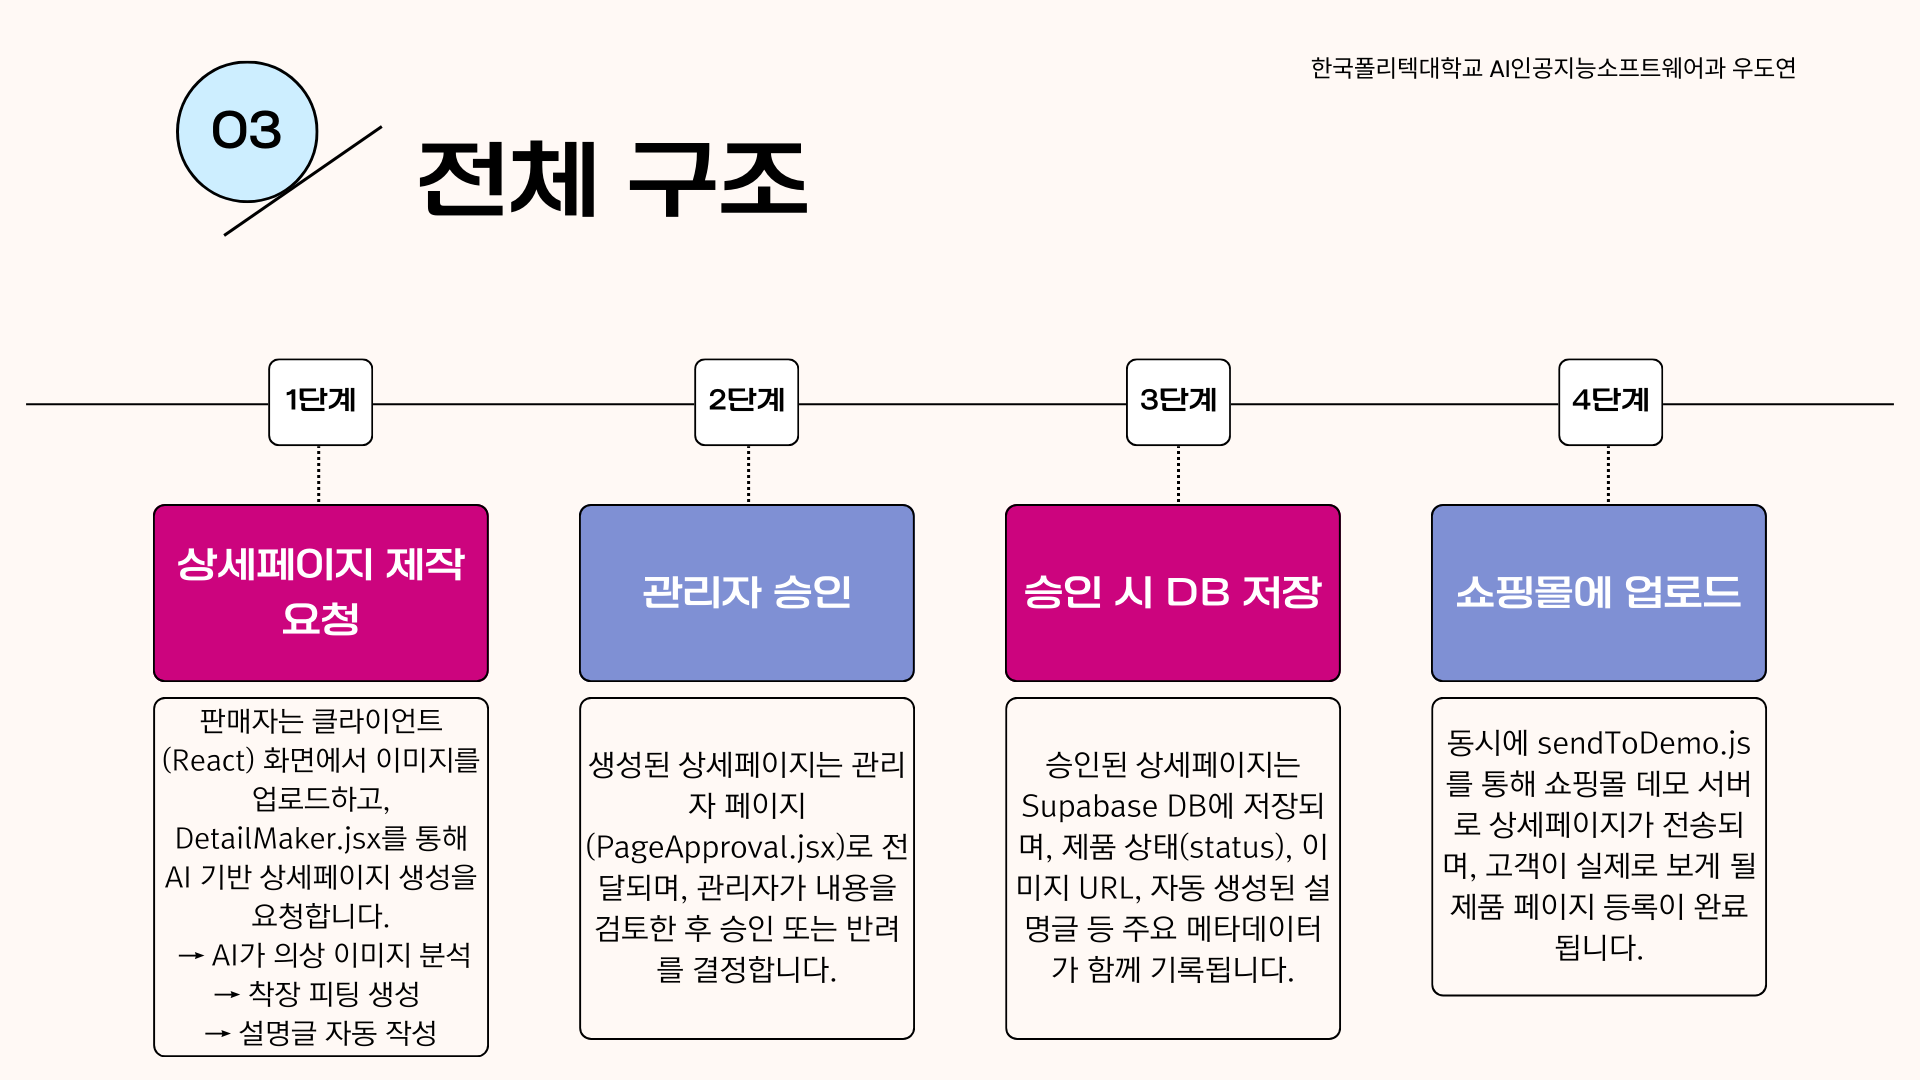 한국폴리텍대학교 AI인공지능소프트웨어과 우도연
03
전체 구조
1단계
2단계
3단계
4단계
상세페이지 제작
요청
관리자 승인
승인 시 DB 저장
쇼핑몰에 업로드
판매자는 클라이언트
(React) 화면에서 이미지를
업로드하고,
DetailMaker.jsx를 통해
AI 기반 상세페이지 생성을
요청합니다.
→ AI가 의상 이미지 분석
→ 착장 피팅 생성
→ 설명글 자동 작성
생성된 상세페이지는 관리
자 페이지
(PageApproval.jsx)로 전
달되며, 관리자가 내용을
검토한 후 승인 또는 반려
를 결정합니다.
승인된 상세페이지는
Supabase DB에 저장되
며, 제품 상태(status), 이
미지 URL, 자동 생성된 설
명글 등 주요 메타데이터
가 함께 기록됩니다.
동시에 sendToDemo.js
를 통해 쇼핑몰 데모 서버
로 상세페이지가 전송되
며, 고객이 실제로 보게 될
제품 페이지 등록이 완료
됩니다.